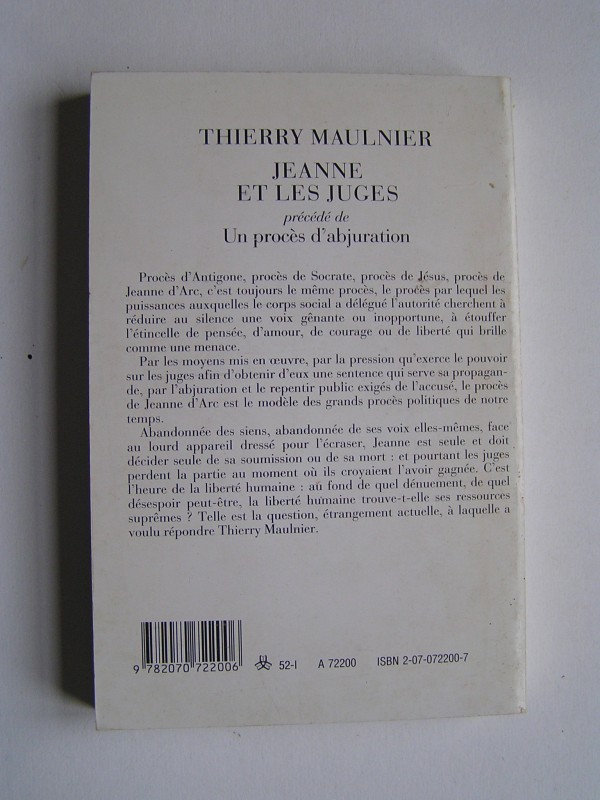 THIERRY MAULNIER
JEANNE
ET LES JUGES
précédé de
Un procès d'abjuration
Procès d'Antigone, procès de Socrate, procès de Jésus, procès de
Jeanne d'Arc, c'est toujours le même procès, le procès par lequel les
puissances auxquelles le corps social a délégué l'autorité cherchent à
réduire au silence une voix gênante ou inopportune, à étouffer
l'étincelle de pensée, d'amour, de courage ou de liberté qui brille
comme une menace.
Par les moyens mis en œuvre, par la pression qu'exerce le pouvoir
sur les juges afin d'obtenir d'eux une sentence qui serve sa propagan-
de, par l'abjuration et le repentir public exigés de l'accusé, le procès
de Jeanne d'Arc est le modèle des grands procès politiques de notre
temps.
Abandonnée des siens, abandonnée de ses voix elles-mêmes, face
au lourd appareil dressé pour l'écraser, Jeanne est seule et doit
décider seule de sa soumission ou de sa mort : et pourtant les juges
perdent la partie au moment où ils croyaient l'avoir gagnée. C'est
l'heure de la liberté humaine : au fond de quel dénuement, de quel
désespoir peut-être, la liberté humaine trouve-t-elle ses ressources
suprêmes ? Telle est la question, étrangement actuelle, à laquelle a
voulu répondre Thierry Maulnier.
9 782070 722006 52-I A 72200 ISBN 2-07-072200-7